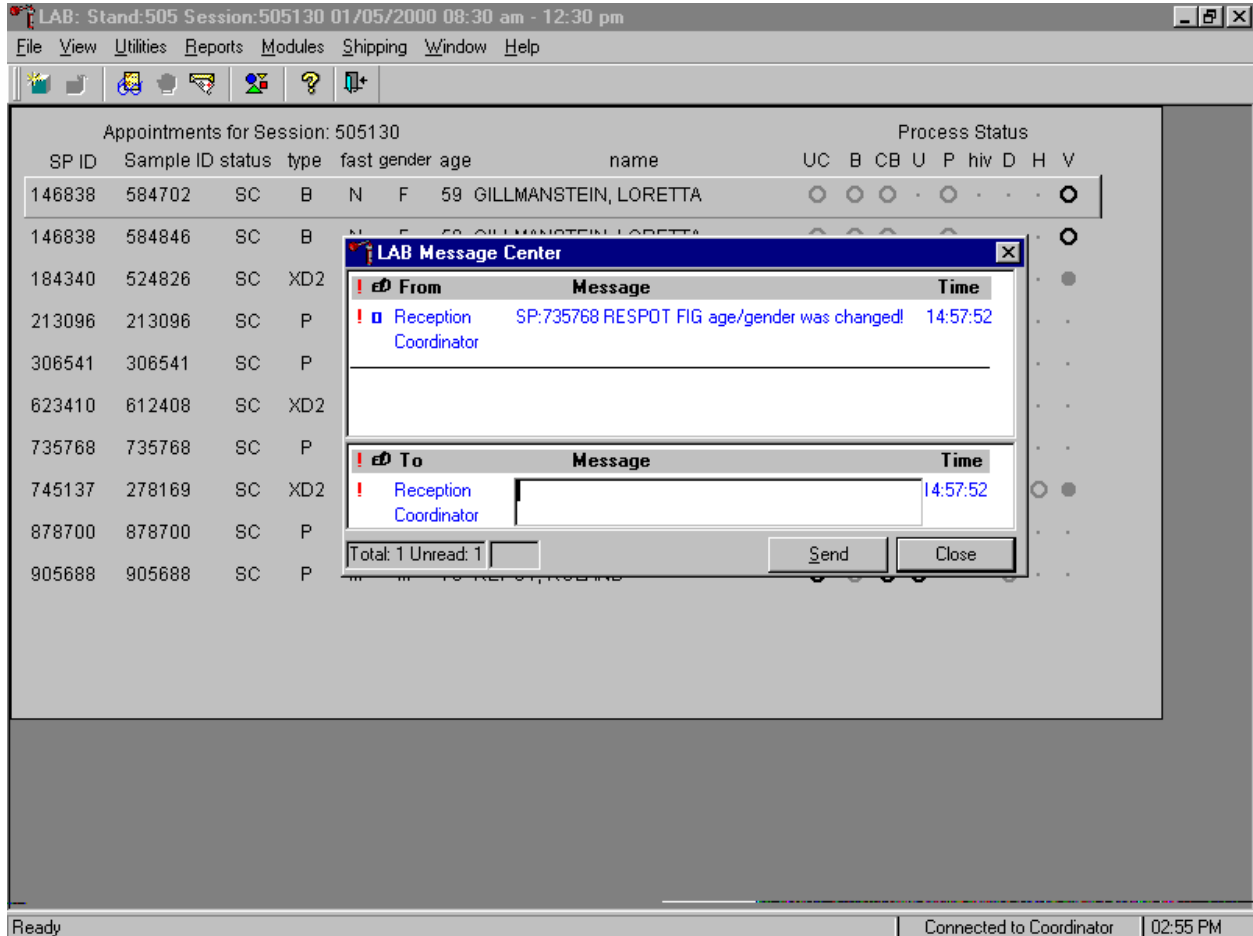 LAB: Stand:505 Session:505130 01/05/2000 08:30 am - 12:30 pm
File View Utilities Reports Modules Shipping Window Help
Appointments for Session: 505130 Process Status
SP ID Sample ID status type fast gender age name UC B CB U P hiv D H V
146838 584702 SC B N F 59 GILLMANSTEIN, LORETTA
146838 584846 SC B
LAB Message Center
184340 524826 SC XD2
! From Message Time
213096 213096 SC P
! Reception SP:735768 RESPOT FIG age/gender was changed! 14:57:52
Coordinator
306541 306541 SC P
623410 612408 SC XD2
735768 735768 SC P
! To Message Time
745137 278169 SC XD2
! Reception 14:57:52
Coordinator
878700 878700 SC P
Total: 1 Unread: 1 Send Close
905688 905688 SC P
Ready Connected to Coordinator 02:55 PM